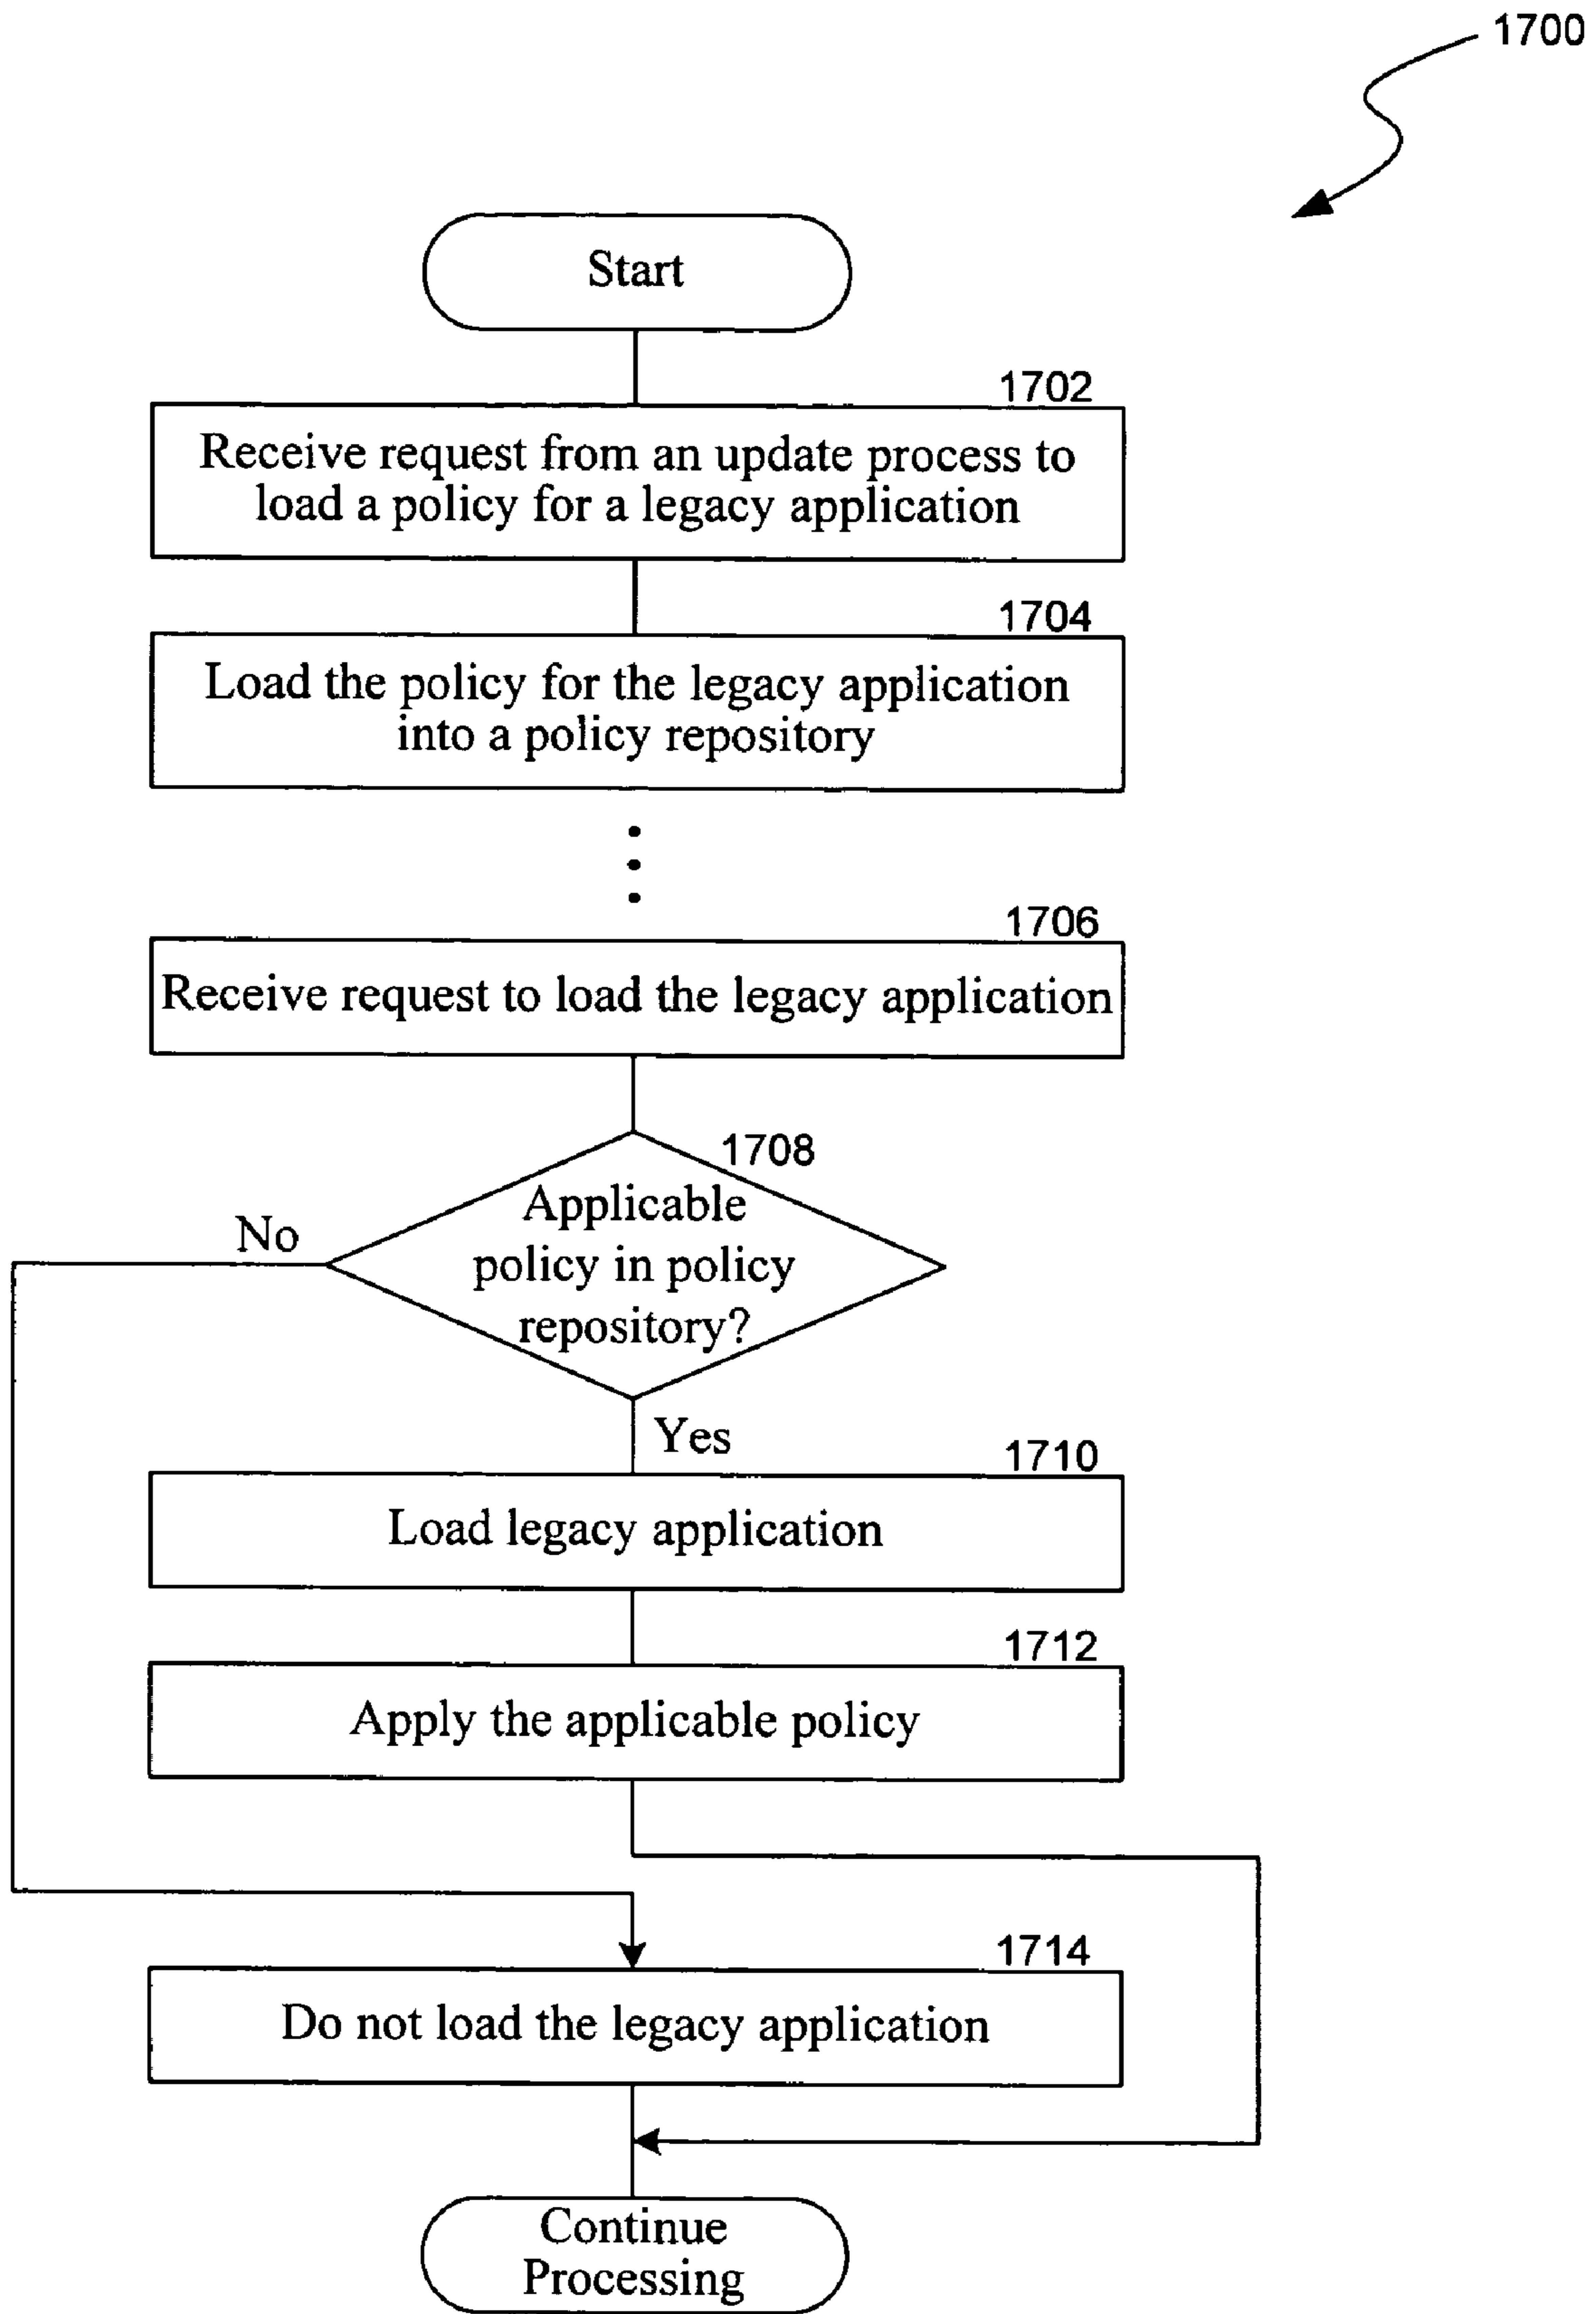 1700
Start
1702
Receive request from an update process to
load a policy for a legacy application
1704
Load the policy for the legacy application
into a policy repository
1706
Receive request to load the legacy application
1708
Applicable
policy in policy
repository?
No
Yes
1710
Load legacy application
1712
Apply the applicable policy
1714
Do not load the legacy application
Continue
Processing